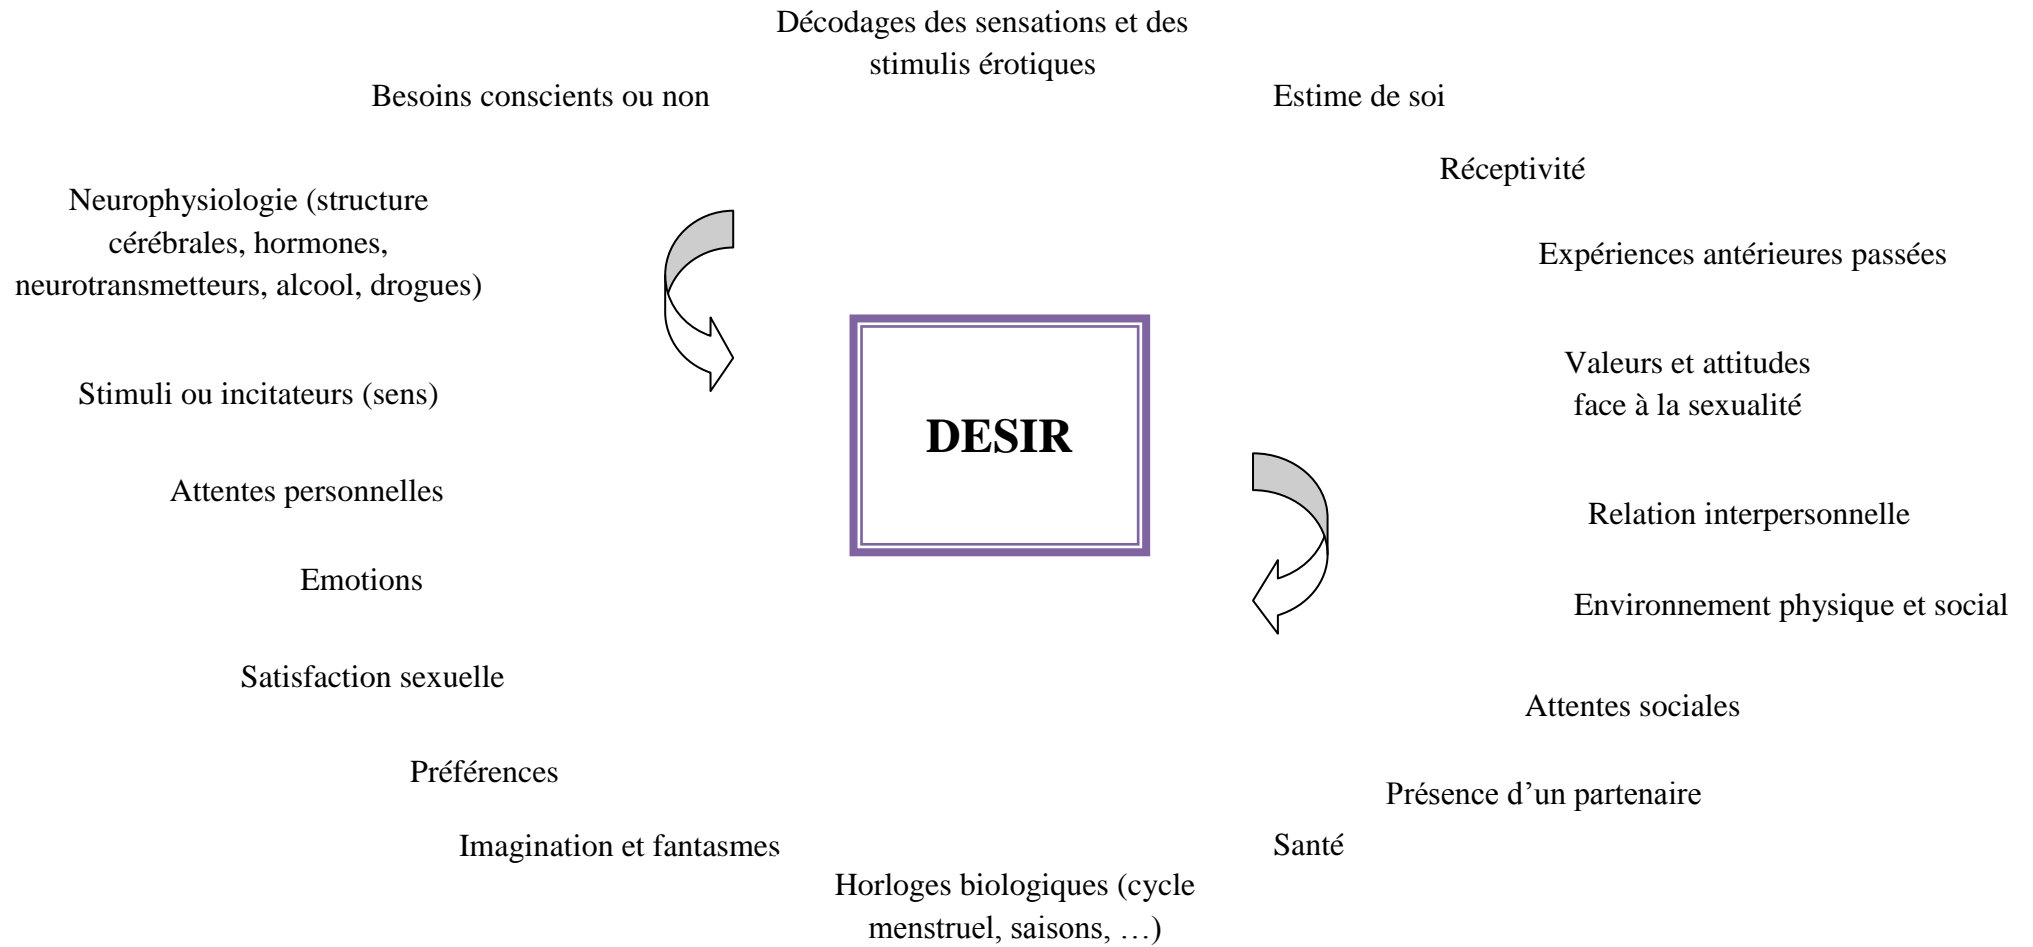 Décodages des sensations et des
stimulis érotiques
Besoins conscients ou non
Estime de soi
Réceptivité
Neurophysiologie (structure
cérébrales, hormones,
neurotransmetteurs, alcool, drogues)
Expériences antérieures passées
Valeurs et attitudes
face à la sexualité
Stimuli ou incitateurs (sens)
DESIR
Attentes personnelles
Relation interpersonnelle
Emotions
Environnement physique et social
Satisfaction sexuelle
Attentes sociales
Préférences
Présence d’un partenaire
Imagination et fantasmes
Santé
Horloges biologiques (cycle
menstruel, saisons, …)